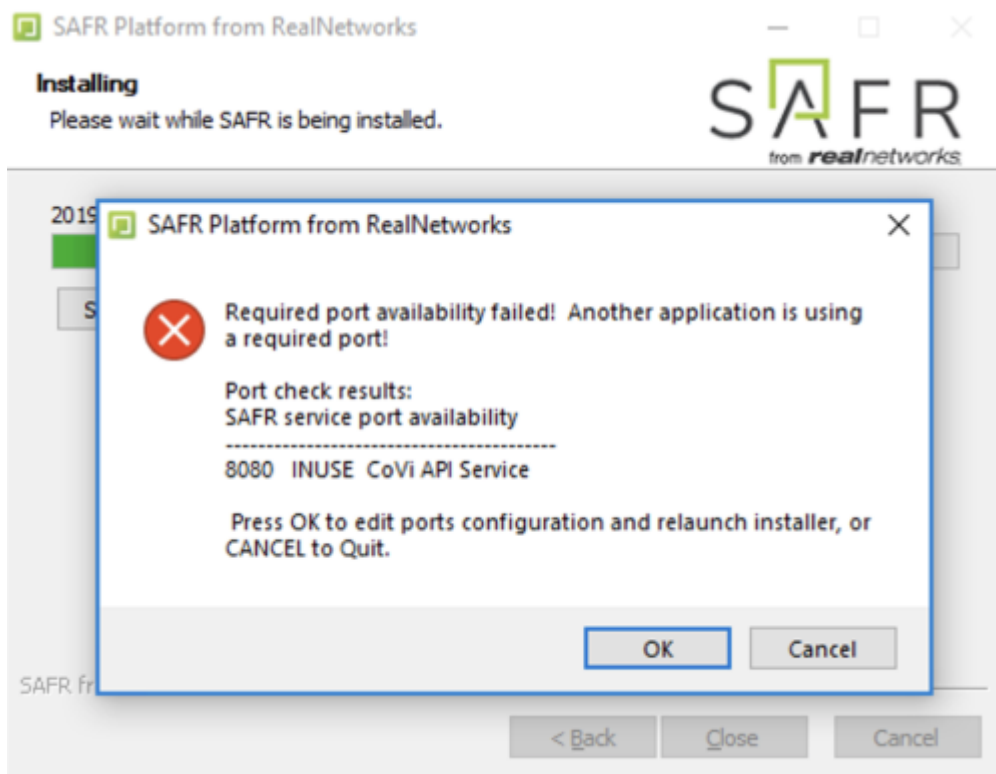 SAFR Platform from RealNetworks
Installing
Please wait while SAFR is being installed.
SAFR
from realnetworks
2019
SAFR Platform from RealNetworks
Required port availability failed!  Another application is using
a required port!
Port check results:
SAFR service port availability
------------------------------------------
8080   INUSE  CoVi API Service
Press OK to edit ports configuration and relaunch installer, or
CANCEL to Quit.
OK
Cancel
SAFR fr
< Back
Close
Cancel